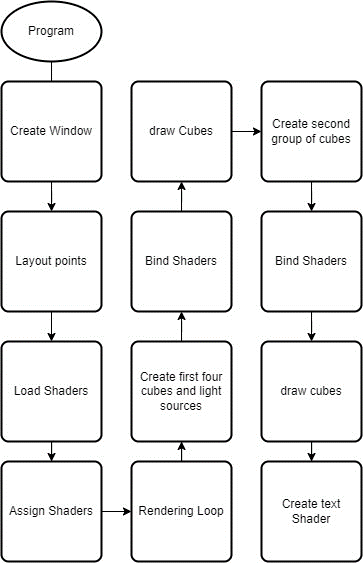 Program
Create Window
Layout points
Load Shaders
Assign Shaders
Rendering Loop
Create first four
cubes and light
sources
Bind Shaders
draw Cubes
Create second
group of cubes
Bind Shaders
draw cubes
Create text
Shader